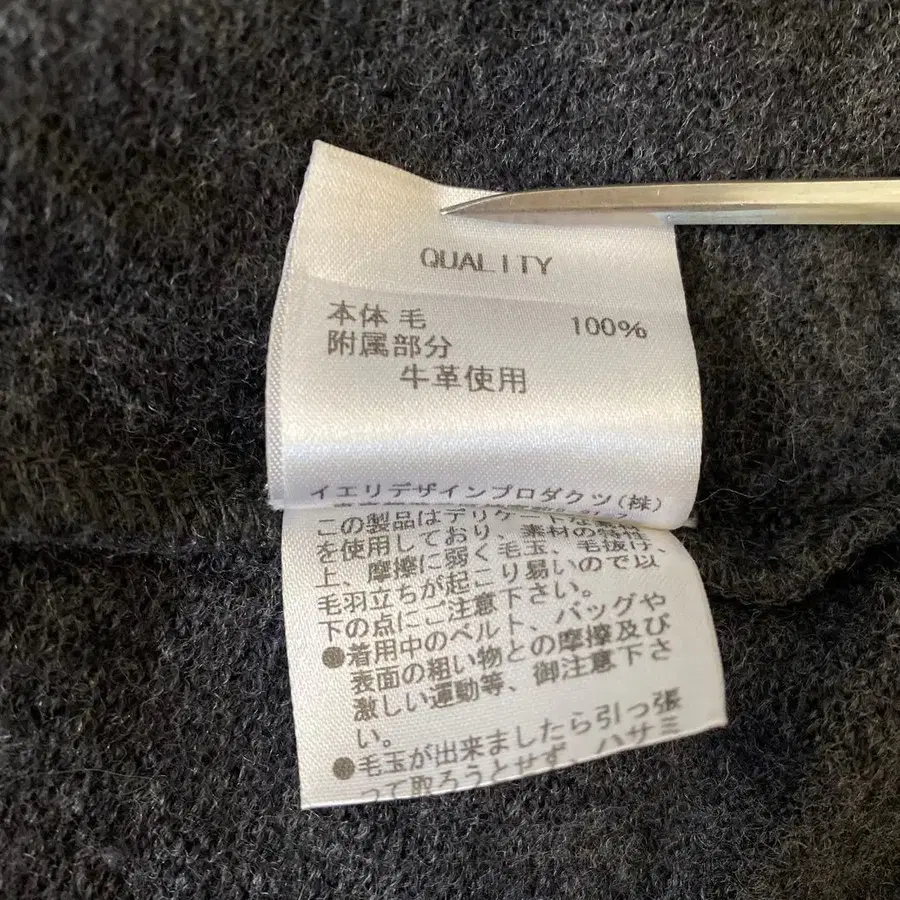 QUALITY
本体 毛 100%
附属部分
牛革使用
イエリデザインプロダクツ(株)
この製品はデリケートな素材
を使用しており、素材の特性
上、摩擦に弱く毛玉、毛抜け、
毛羽立ちが起こり易いので以
下の点にご注意下さい。
●着用中のベルト、バッグや
表面の粗い物との摩擦及び
激しい運動等、御注意下さ
い。
●毛玉が出来ましたら引っ張
って取ろうとせず、ハサミ